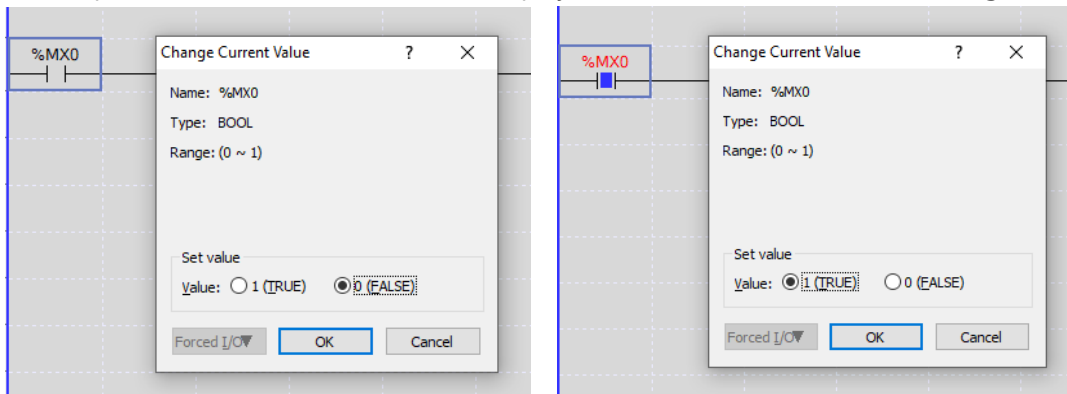 %MX0
Change Current Value ? X
Name: %MX0
Type: BOOL
Range: (0 ~ 1)
Set value
Value: 1 (TRUE) 0 (FALSE)
Forced I/O OK Cancel
%MX0
Change Current Value ? X
Name: %MX0
Type: BOOL
Range: (0 ~ 1)
Set value
Value: 1 (TRUE) 0 (FALSE)
Forced I/O OK Cancel